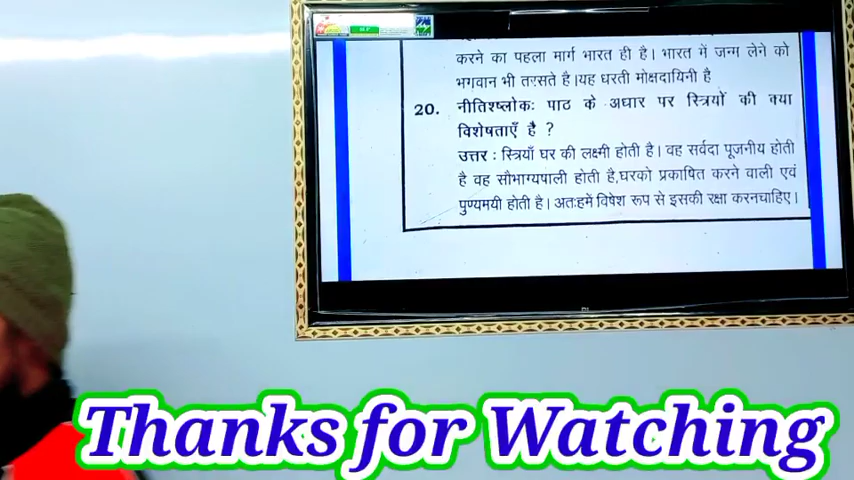 करने का पहला मार्ग भारत ही है। भारत में जन्म लेने को
भगवान भी तरसते है।यह धरती मोक्षदायिनी है
20. नीतिश्प्लोकः पाठ के अधार पर स्त्रियों की क्या
विशेषताएँ है ?
उत्तर : स्त्रियाँ घर की लक्ष्मी होती है। वह सर्वदा पूजनीय होती
है वह सौभाग्यषाली होती है,घरको प्रकाषित करने वाली एवं
पुण्यमयी होती है। अतःहमें विषेश रूप से इसकी रक्षा करनचाहिए।
Thanks for Watching